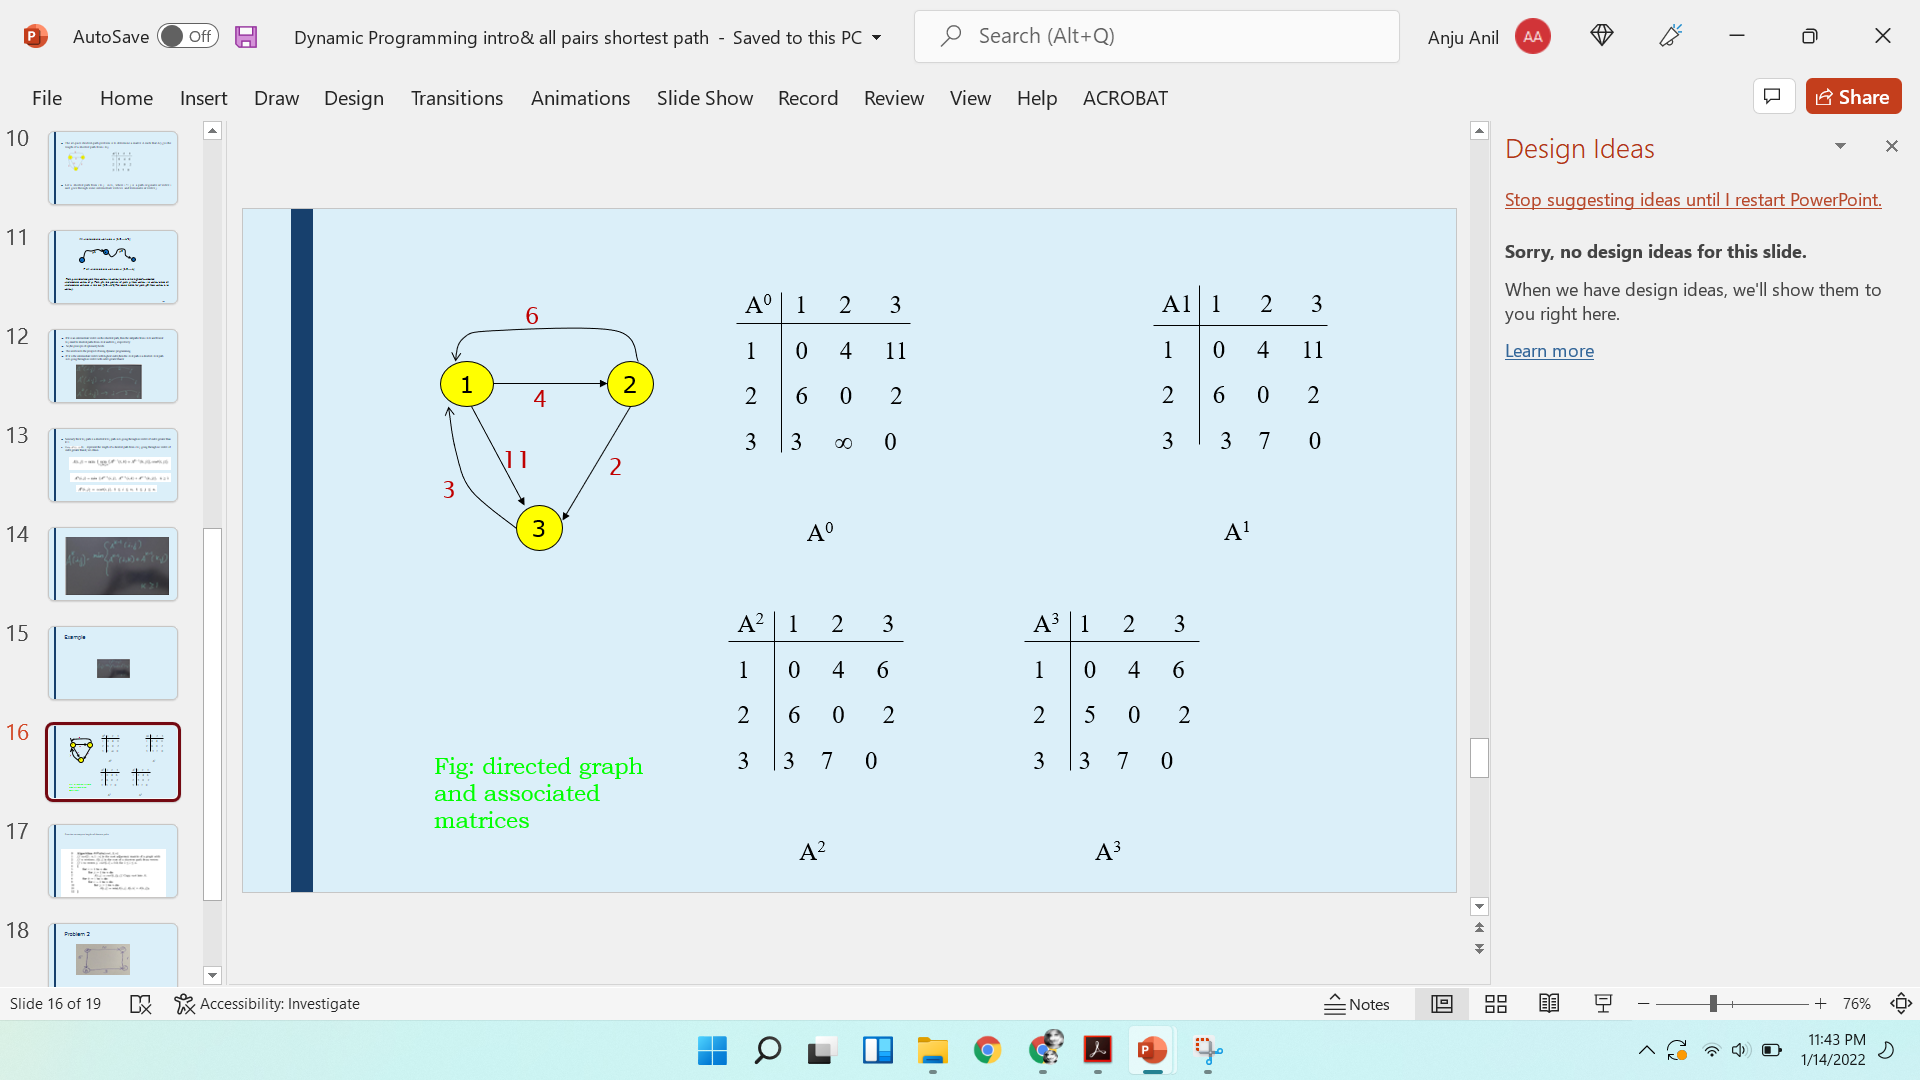 AutoSave Off Dynamic Programming intro& all pairs shortest path - Saved to this PC Search (Alt+Q) Anju Anil AA
File Home Insert Draw Design Transitions Animations Slide Show Record Review View Help ACROBAT Share
10
11
12
13
14
15
Example
16
17
18
Problem 2
6
1
2
4
11
2
3
3
A⁰ 1 2 3
1 0 4 11
2 6 0 2
3 3 ∞ 0
A⁰
A1 1 2 3
1 0 4 11
2 6 0 2
3 3 7 0
A¹
A² 1 2 3
1 0 4 6
2 6 0 2
3 3 7 0
A²
A³ 1 2 3
1 0 4 6
2 5 0 2
3 3 7 0
A³
Fig: directed graph
and associated
matrices
Design Ideas
Stop suggesting ideas until I restart PowerPoint.
Sorry, no design ideas for this slide.
When we have design ideas, we'll show them to
you right here.
Learn more
Slide 16 of 19 Accessibility: Investigate Notes 76%
11:43 PM
1/14/2022